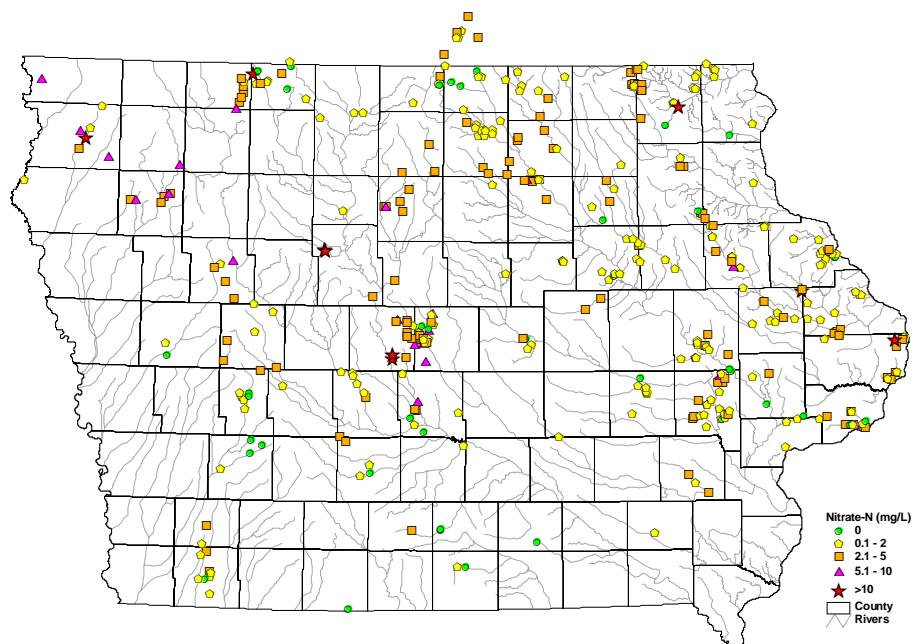 Nitrate-N (mg/L)
0
0.1 - 2
2.1 - 5
5.1 - 10
>10
County
Rivers